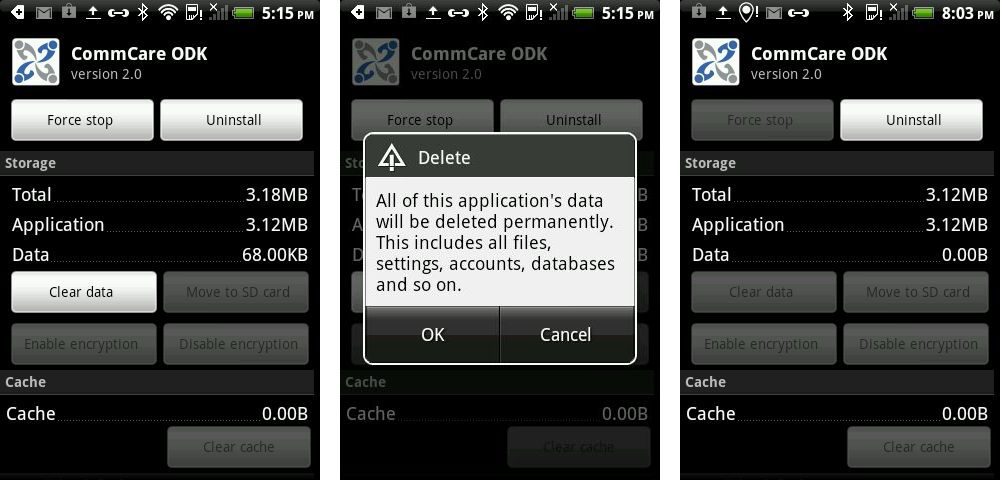 5:15 PM
CommCare ODK
version 2.0
Force stop Uninstall
Storage
Total 3.18MB
Application 3.12MB
Data 68.00KB
Clear data Move to SD card
Enable encryption Disable encryption
Cache
Cache 0.00B
Clear cache
5:15 PM
CommCare ODK
version 2.0
Force stop Uninstall
Delete
All of this application's data
will be deleted permanently.
This includes all files,
settings, accounts, databases
and so on.
OK Cancel
Cache
Cache 0.00B
Clear cache
8:03 PM
CommCare ODK
version 2.0
Force stop Uninstall
Storage
Total 3.12MB
Application 3.12MB
Data 0.00B
Clear data Move to SD card
Enable encryption Disable encryption
Cache
Cache 0.00B
Clear cache